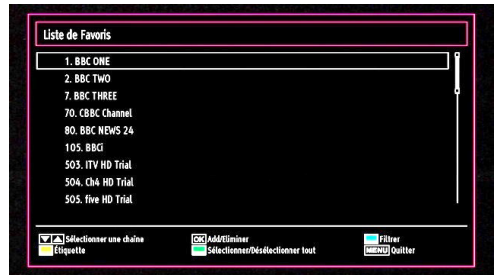 Liste de Favoris
1. BBC ONE
2. BBC TWO
7. BBC THREE
70. CBBC Channel
80. BBC NEWS 24
105. BBCi
503. ITV HD Trial
504. Ch4 HD Trial
505. five HD Trial
Sélectionner une chaine OK Add/Eliminer Filtrer
Étiquette Sélectionner/Désélectionner tout MENU Quitter